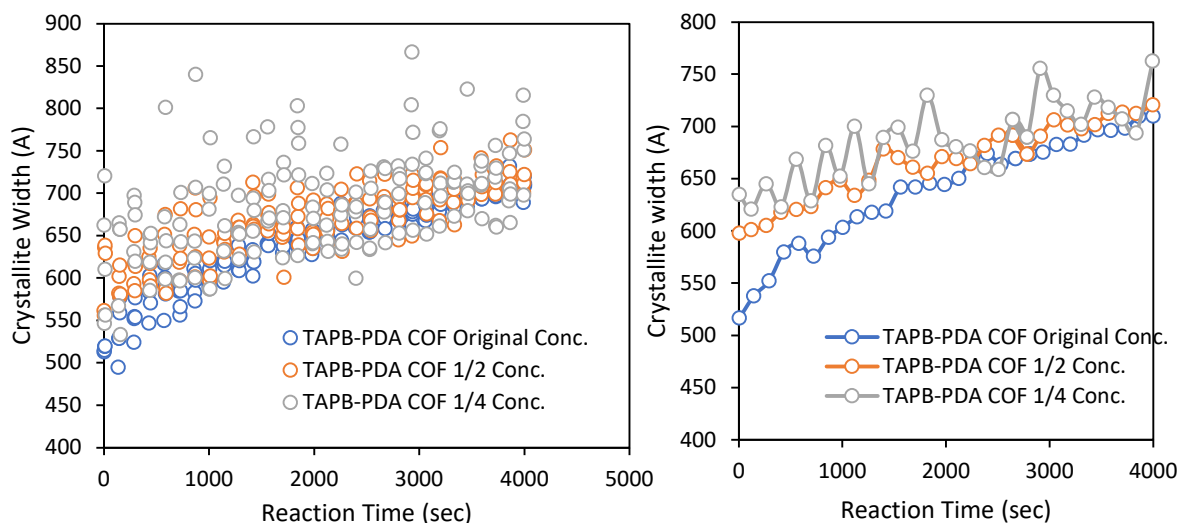 900
850
800
750
700
650
600
550
500
450
400
Crystallite Width (A)
TAPB-PDA COF Original Conc.
TAPB-PDA COF 1/2 Conc.
TAPB-PDA COF 1/4 Conc.
0 1000 2000 3000 4000 5000
Reaction Time (sec)
800
750
700
650
600
550
500
450
400
Crystallite width (A)
TAPB-PDA COF Original Conc.
TAPB-PDA COF 1/2 Conc.
TAPB-PDA COF 1/4 Conc.
0 1000 2000 3000 4000
Reaction Time (sec)